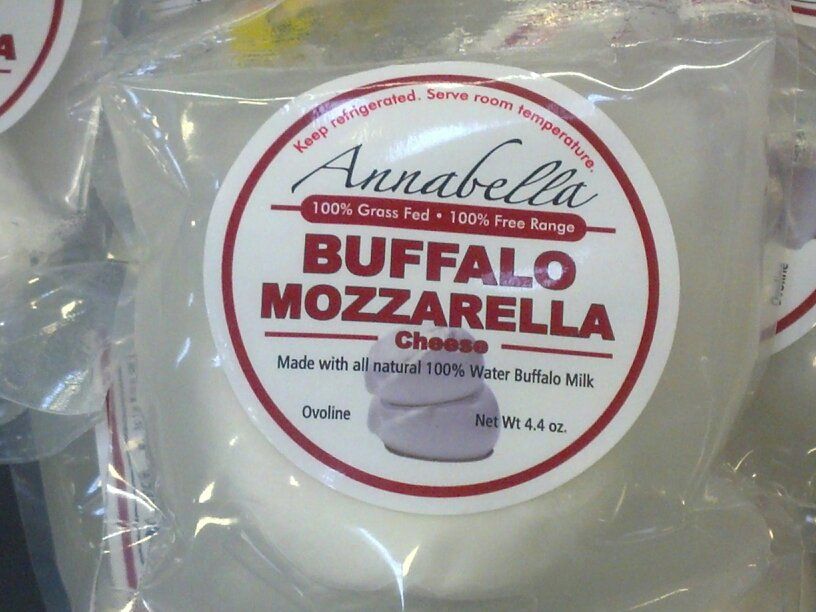 Keep refrigerated. Serve room temperature.
Annabella
100% Grass Fed • 100% Free Range
BUFFALO
MOZZARELLA
Cheese
Made with all natural 100% Water Buffalo Milk
Ovoline
Net Wt 4.4 oz.
A
Ovoline